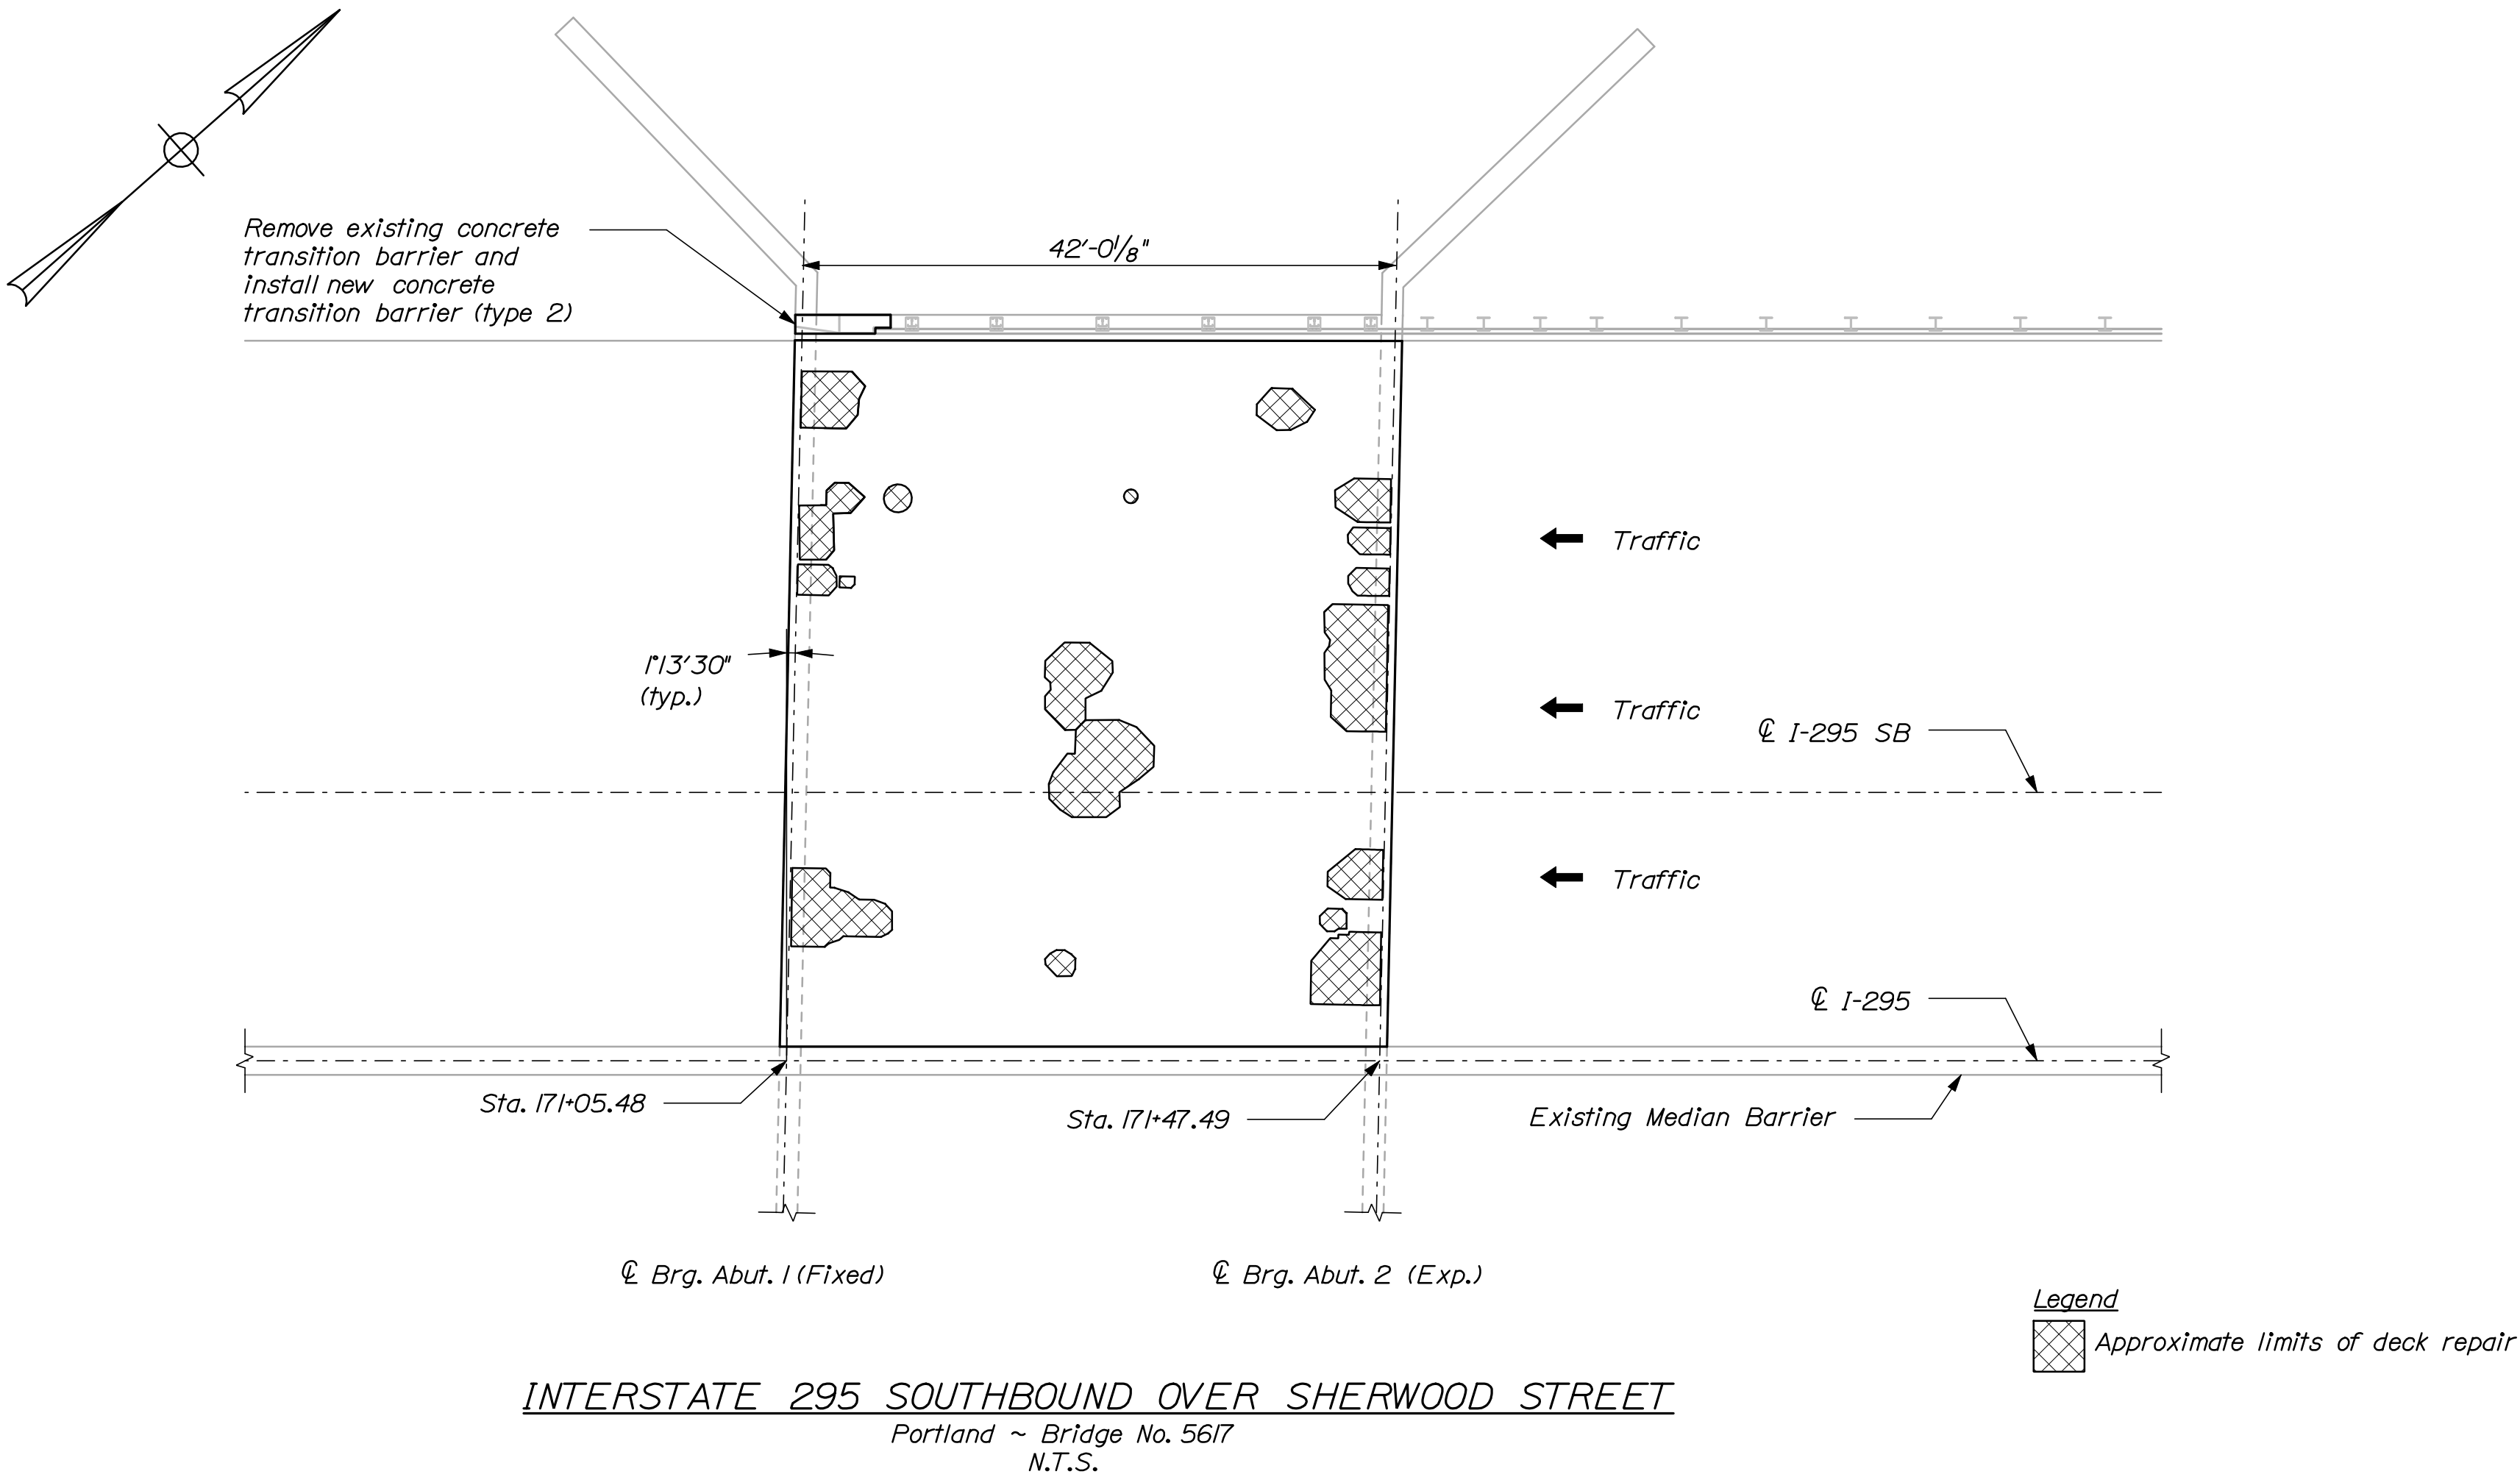 Remove existing concrete
transition barrier and
install new concrete
transition barrier (type 2)
42'-0 1/8"
Traffic
1°13'30"
(typ.)
Traffic
℄ I-295 SB
Traffic
℄ I-295
Sta. 171+05.48
Sta. 171+47.49
Existing Median Barrier
℄ Brg. Abut. 1 (Fixed)
℄ Brg. Abut. 2 (Exp.)
Legend
Approximate limits of deck repair
INTERSTATE 295 SOUTHBOUND OVER SHERWOOD STREET
Portland ~ Bridge No. 5617
N.T.S.